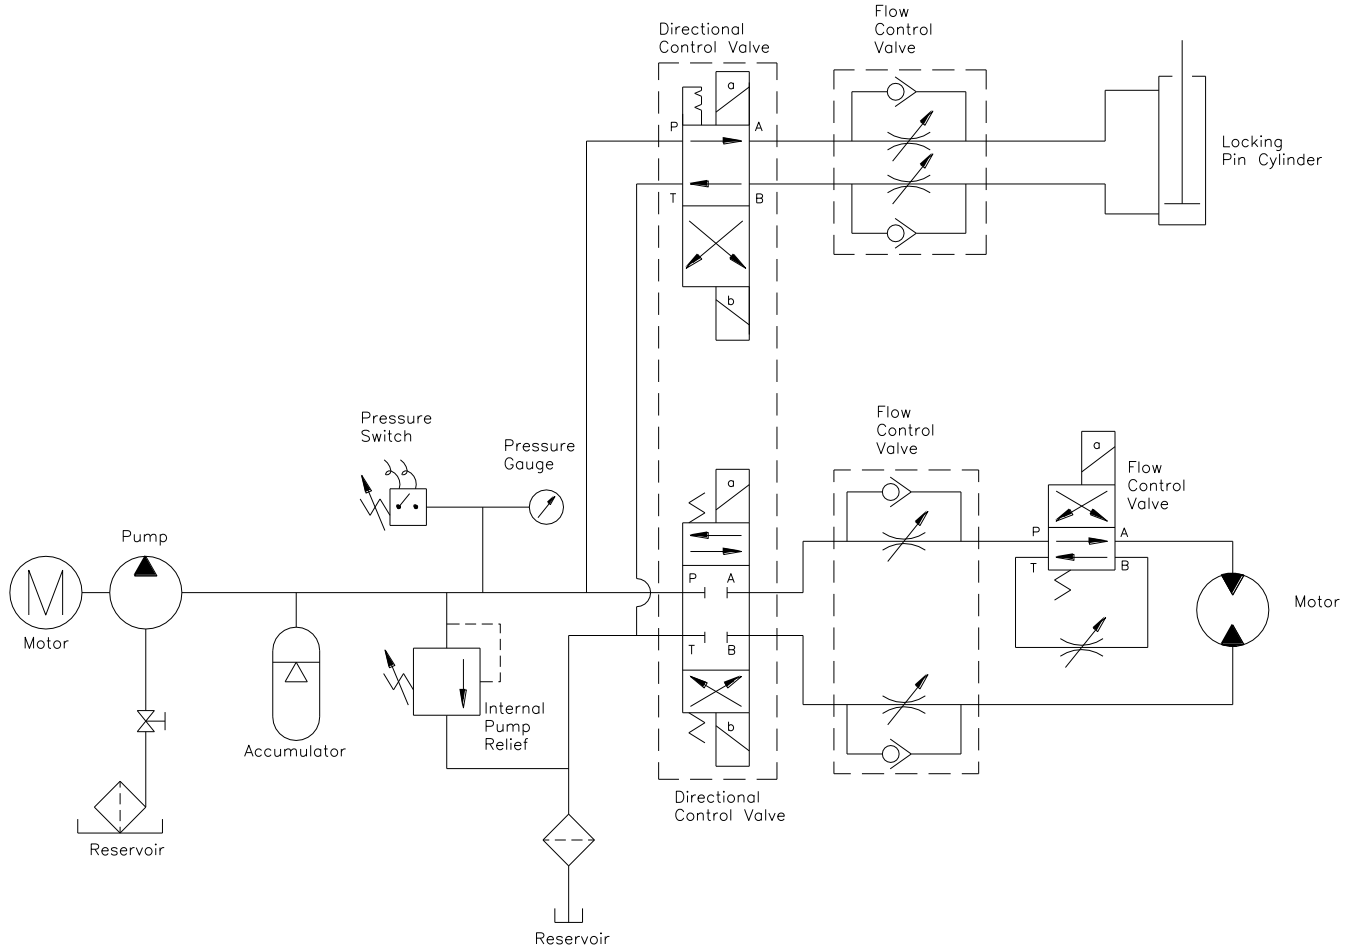 Directional
Control Valve
Flow
Control
Valve
a
P
A
T
B
b
Locking
Pin Cylinder
Pressure
Switch
Pressure
Gauge
Flow
Control
Valve
a
Flow
Control
Valve
a
P
A
T
B
Pump
M
Motor
P
A
T
B
b
Motor
Internal
Pump
Relief
Accumulator
Directional
Control Valve
Reservoir
Reservoir